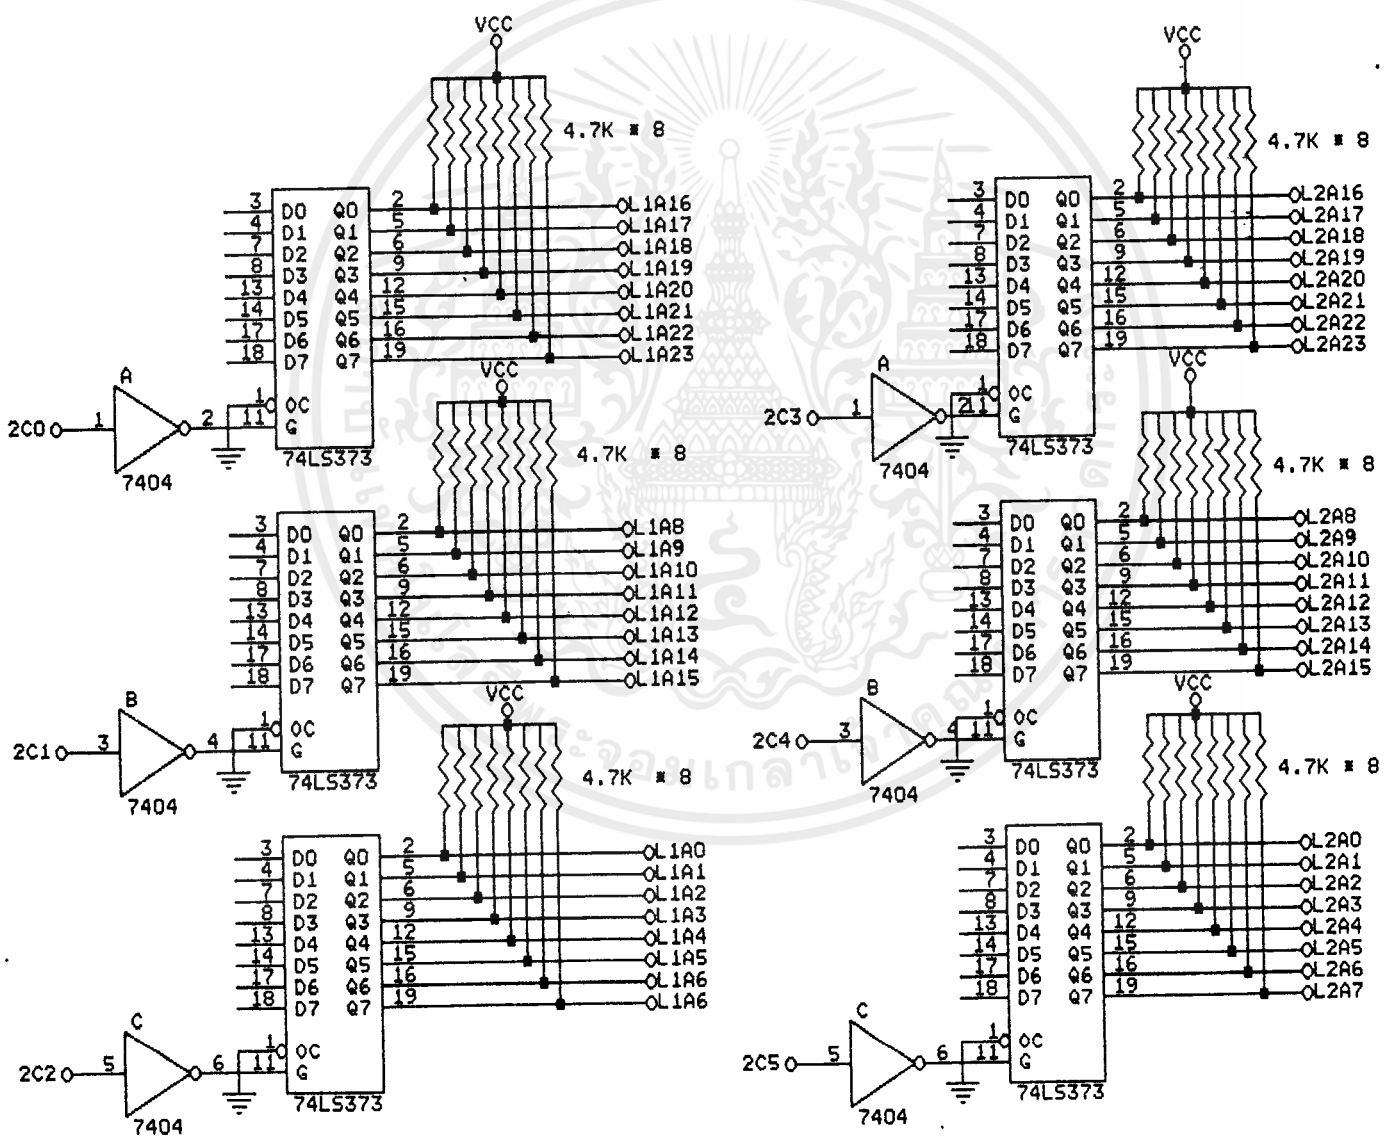 VCC
4.7K * 8
3 D0 Q0 2 L1A16
4 D1 Q1 5 L1A17
7 D2 Q2 6 L1A18
8 D3 Q3 9 L1A19
13 D4 Q4 12 L1A20
14 D5 Q5 15 L1A21
17 D6 Q6 16 L1A22
18 D7 Q7 19 L1A23
A
1 OC
2C0 1 2 11 G
7404
74LS373
VCC
4.7K * 8
3 D0 Q0 2 L1A8
4 D1 Q1 5 L1A9
7 D2 Q2 6 L1A10
8 D3 Q3 9 L1A11
13 D4 Q4 12 L1A12
14 D5 Q5 15 L1A13
17 D6 Q6 16 L1A14
18 D7 Q7 19 L1A15
B
1 OC
2C1 3 4 11 G
7404
74LS373
VCC
4.7K * 8
3 D0 Q0 2 L1A0
4 D1 Q1 5 L1A1
7 D2 Q2 6 L1A2
8 D3 Q3 9 L1A3
13 D4 Q4 12 L1A4
14 D5 Q5 15 L1A5
17 D6 Q6 16 L1A6
18 D7 Q7 19 L1A6
C
1 OC
2C2 5 6 11 G
7404
74LS373
VCC
4.7K * 8
3 D0 Q0 2 L2A16
4 D1 Q1 5 L2A17
7 D2 Q2 6 L2A18
8 D3 Q3 9 L2A19
13 D4 Q4 12 L2A20
14 D5 Q5 15 L2A21
17 D6 Q6 16 L2A22
18 D7 Q7 19 L2A23
A
1 OC
2C3 1 2 11 G
7404
74LS373
VCC
4.7K * 8
3 D0 Q0 2 L2A8
4 D1 Q1 5 L2A9
7 D2 Q2 6 L2A10
8 D3 Q3 9 L2A11
13 D4 Q4 12 L2A12
14 D5 Q5 15 L2A13
17 D6 Q6 16 L2A14
18 D7 Q7 19 L2A15
B
1 OC
2C4 3 4 11 G
7404
74LS373
VCC
4.7K * 8
3 D0 Q0 2 L2A0
4 D1 Q1 5 L2A1
7 D2 Q2 6 L2A2
8 D3 Q3 9 L2A3
13 D4 Q4 12 L2A4
14 D5 Q5 15 L2A5
17 D6 Q6 16 L2A6
18 D7 Q7 19 L2A7
C
1 OC
2C5 5 6 11 G
7404
74LS373